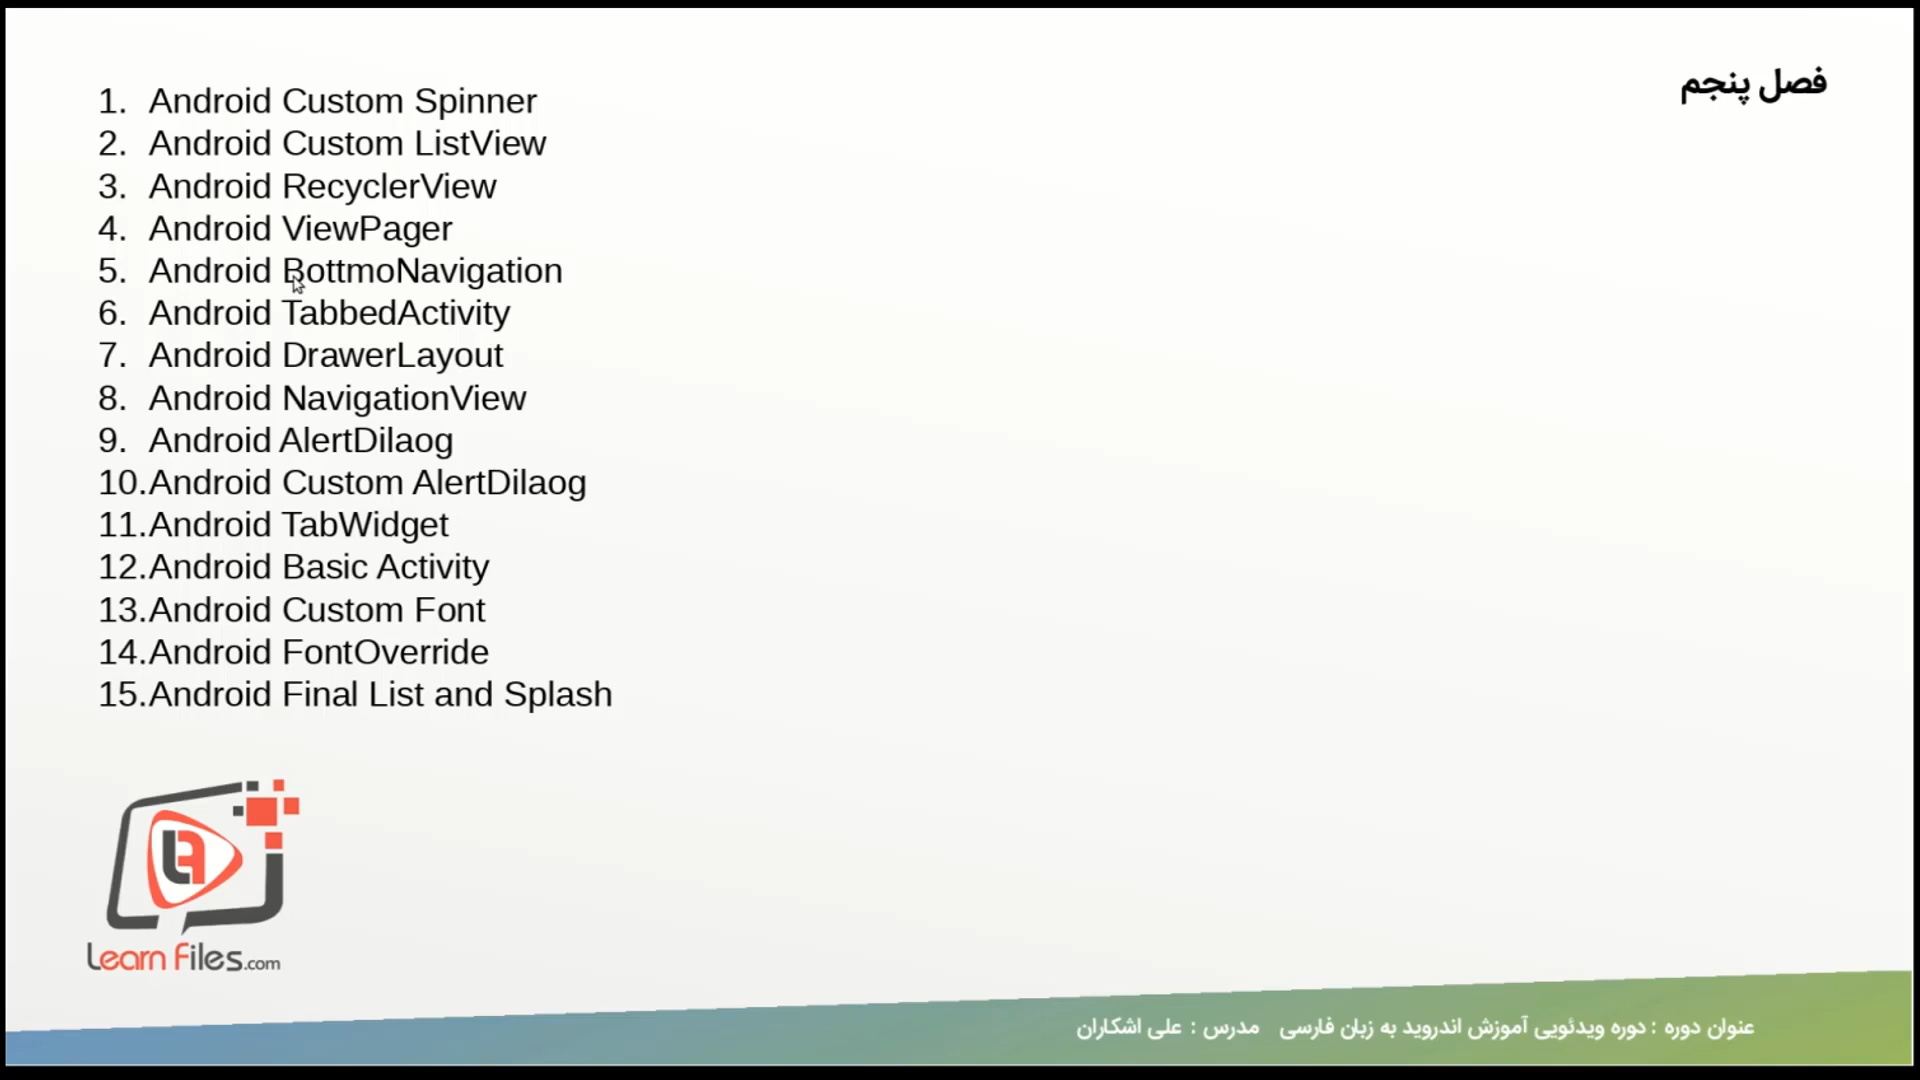 فصل پنجم
1. Android Custom Spinner
2. Android Custom ListView
3. Android RecyclerView
4. Android ViewPager
5. Android BottmoNavigation
6. Android TabbedActivity
7. Android DrawerLayout
8. Android NavigationView
9. Android AlertDilaog
10. Android Custom AlertDilaog
11. Android TabWidget
12. Android Basic Activity
13. Android Custom Font
14. Android FontOverride
15. Android Final List and Splash
Learn Files.com
عنوان دوره : دوره ویدئویی آموزش اندروید به زبان فارسی مدرس : علی اشکاران